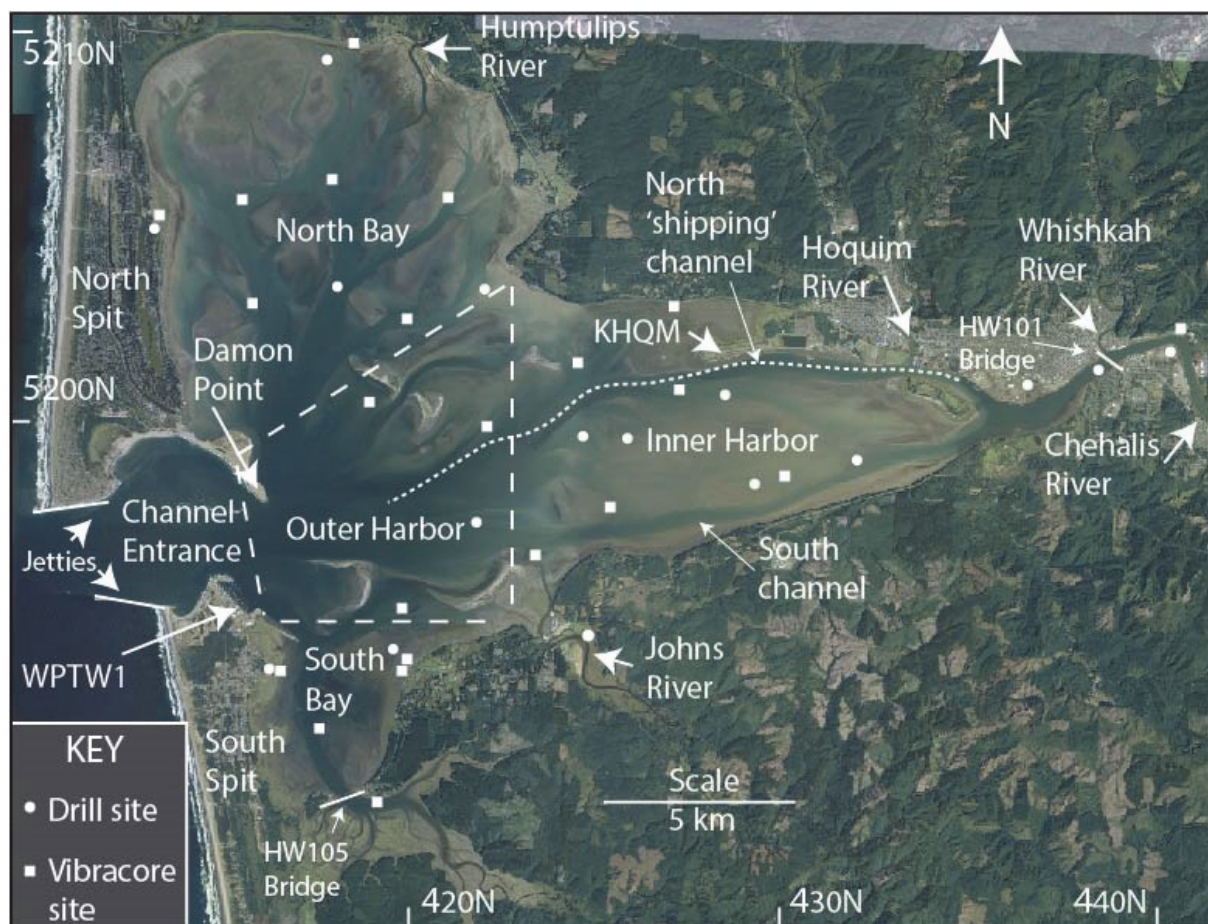 5210N
Humptulips
River
N
North Bay
North
'shipping'
channel
Hoquim
River
Whishkah
River
North
Spit
Damon
Point
KHQM
HW101
Bridge
5200N
Inner Harbor
Chehalis
River
Channel
Entrance
Outer Harbor
Jetties
South
channel
WPTW1
South
Bay
Johns
River
South
Spit
KEY
Drill site
Vibracore
site
Scale
5 km
HW105
Bridge
420N
430N
440N